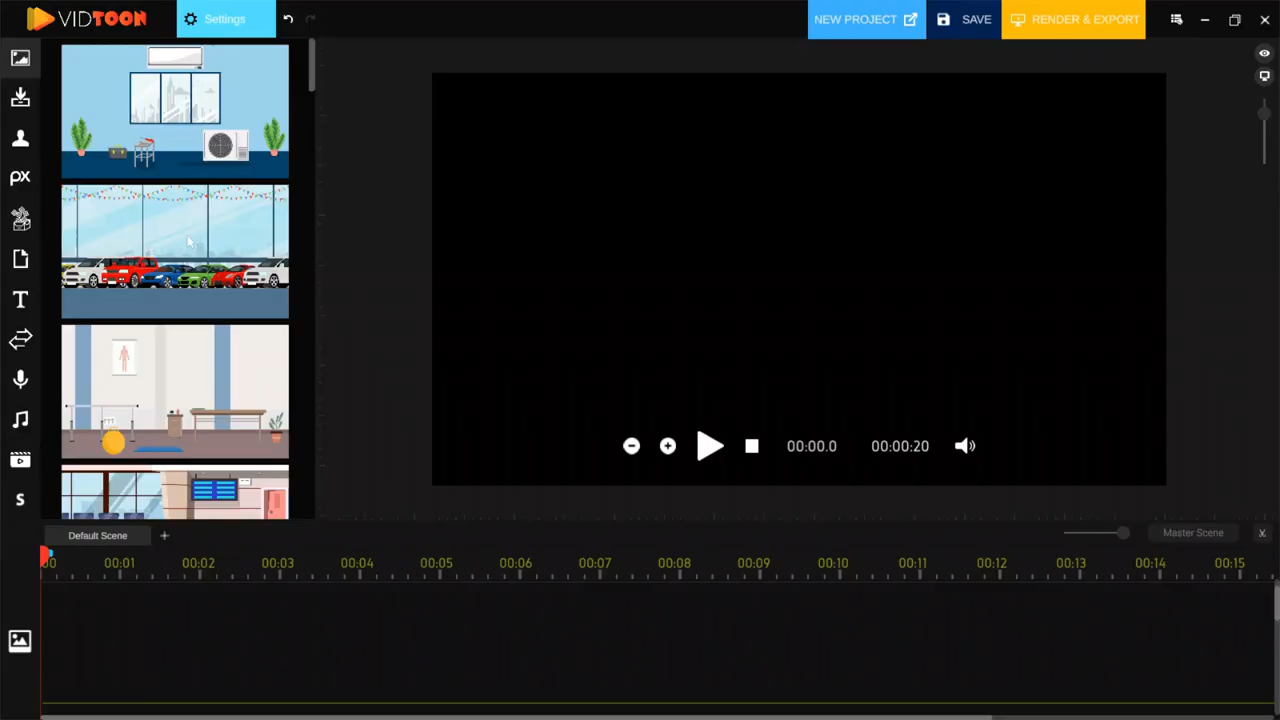 VIDTOON
Settings
NEW PROJECT
SAVE
RENDER & EXPORT
px
T
S
00:00.0
00:00:20
Default Scene
+
Master Scene
00 00:01 00:02 00:03 00:04 00:05 00:06 00:07 00:08 00:09 00:10 00:11 00:12 00:13 00:14 00:15